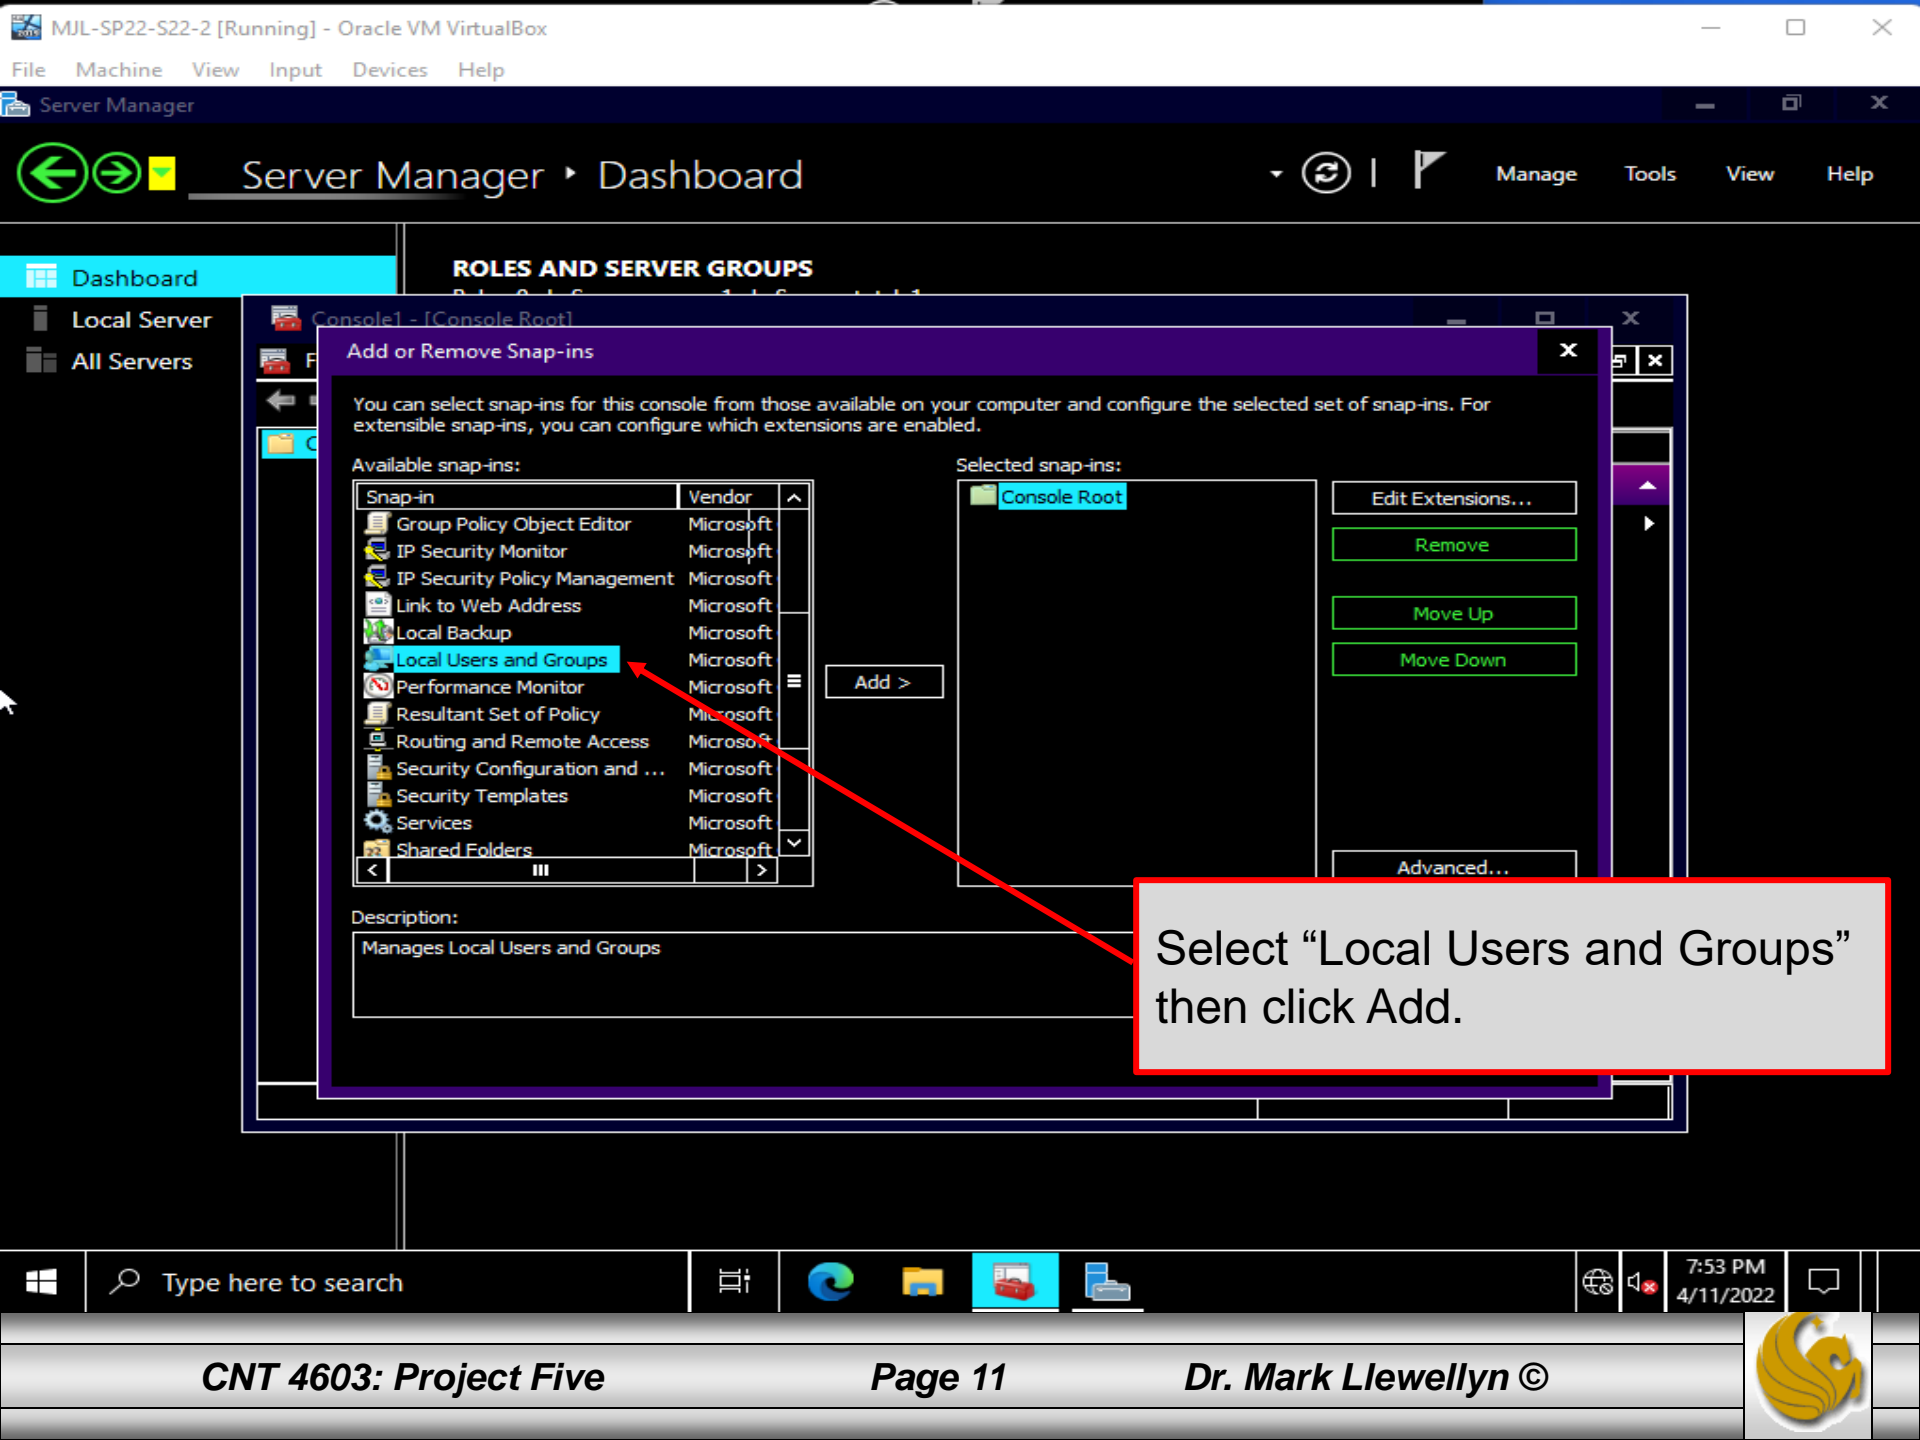 MJL-SP22-S22-2 [Running] - Oracle VM VirtualBox
File Machine View Input Devices Help
Server Manager
Server Manager ‣ Dashboard
Manage Tools View Help
Dashboard
Local Server
All Servers
ROLES AND SERVER GROUPS
Console1 - [Console Root]
Add or Remove Snap-ins
You can select snap-ins for this console from those available on your computer and configure the selected set of snap-ins. For
extensible snap-ins, you can configure which extensions are enabled.
Available snap-ins:
Snap-in Vendor
Group Policy Object Editor Microsoft
IP Security Monitor Microsoft
IP Security Policy Management Microsoft
Link to Web Address Microsoft
Local Backup Microsoft
Local Users and Groups Microsoft
Performance Monitor Microsoft
Resultant Set of Policy Microsoft
Routing and Remote Access Microsoft
Security Configuration and ... Microsoft
Security Templates Microsoft
Services Microsoft
Shared Folders Microsoft
Add >
Selected snap-ins:
Console Root
Edit Extensions...
Remove
Move Up
Move Down
Advanced...
Description:
Manages Local Users and Groups
Select “Local Users and Groups”
then click Add.
Type here to search
7:53 PM
4/11/2022
CNT 4603: Project Five Page 11 Dr. Mark Llewellyn ©